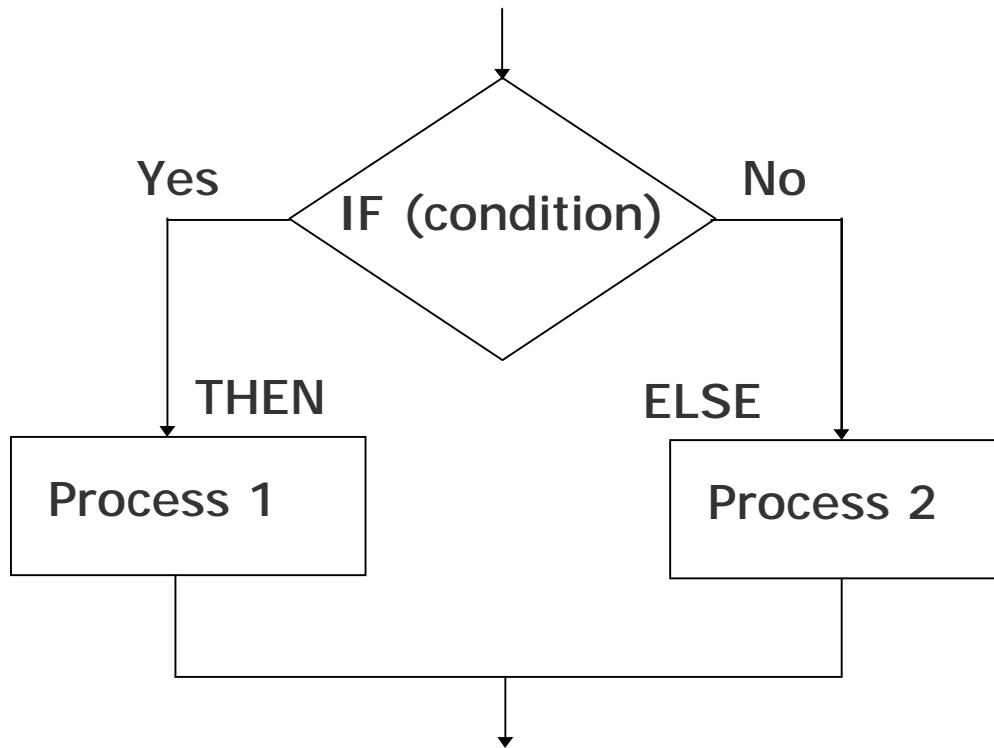 Yes
No
IF (condition)
THEN
ELSE
Process 1
Process 2